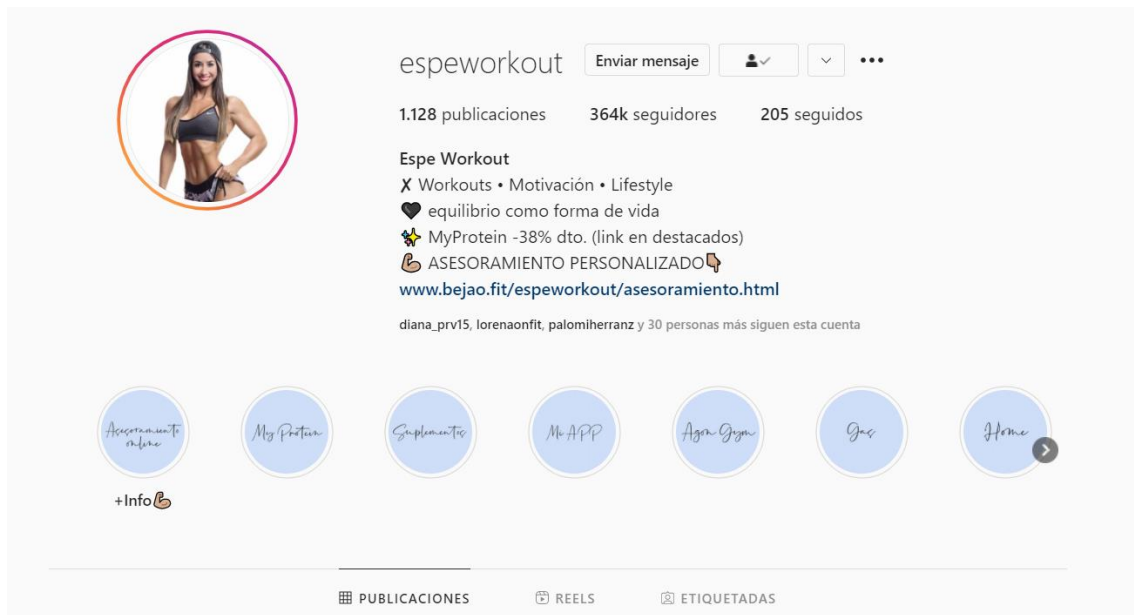 espeworkout Enviar mensaje
1.128 publicaciones 364k seguidores 205 seguidos
Espe Workout
X Workouts • Motivación • Lifestyle
🖤 equilibrio como forma de vida
✨ MyProtein -38% dto. (link en destacados)
💪🏽 ASESORAMIENTO PERSONALIZADO👇🏽
www.bejao.fit/espeworkout/asesoramiento.html
diana_prv15, lorenaonfit, palomiherranz y 30 personas más siguen esta cuenta
Asesoramiento
online
My Protein
Suplementos
Mi APP
Agon Gym
Gas
Home
+Info💪🏽
PUBLICACIONES REELS ETIQUETADAS